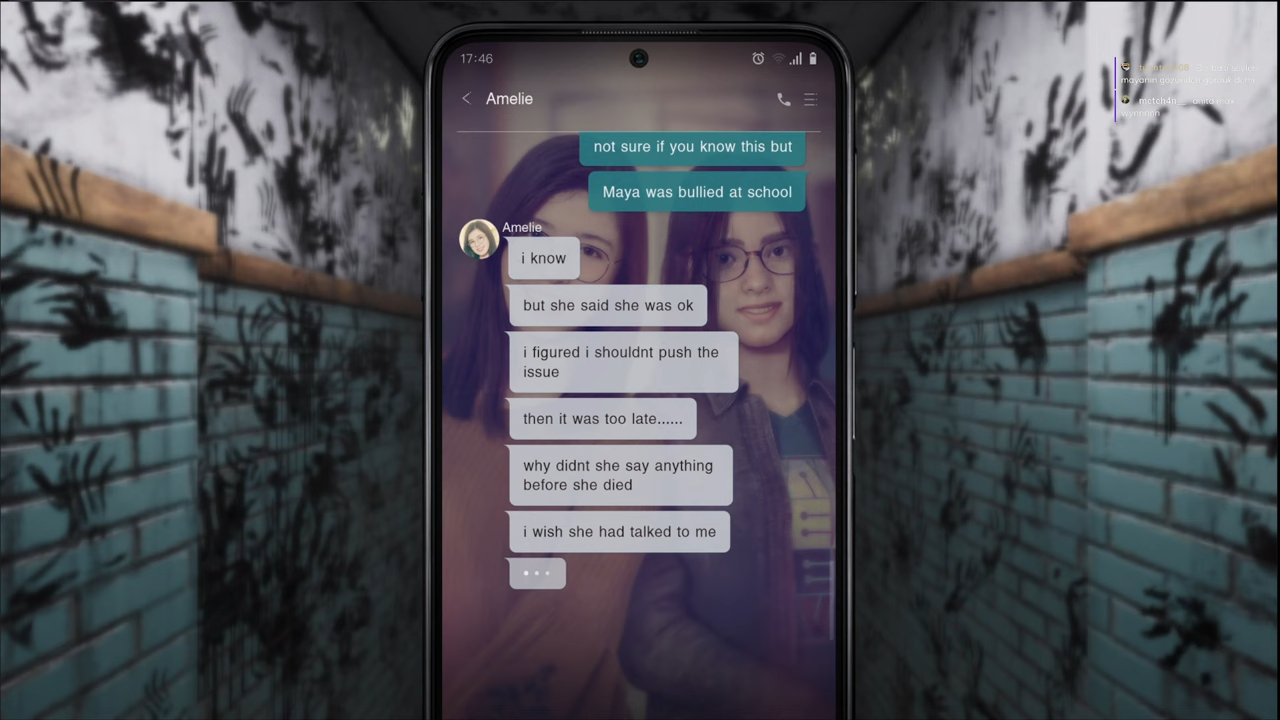 17:46
Amelie
not sure if you know this but
Maya was bullied at school
Amelie
i know
but she said she was ok
i figured i shouldnt push the
issue
then it was too late......
why didnt she say anything
before she died
i wish she had talked to me